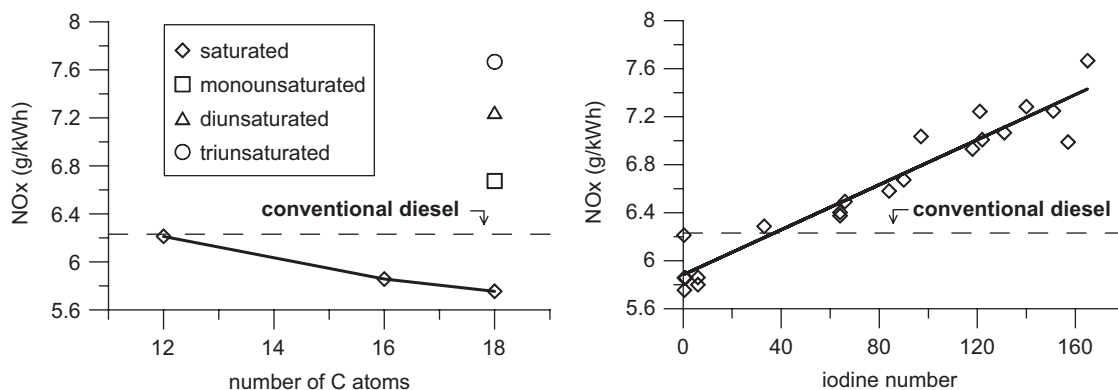 8
7.6
7.2
6.8
6.4
6
5.6
NOx (g/kWh)
saturated
monounsaturated
diunsaturated
triunsaturated
conventional diesel
12
14
16
18
number of C atoms
8
7.6
7.2
6.8
6.4
6
5.6
NOx (g/kWh)
conventional diesel
0
40
80
120
160
iodine number